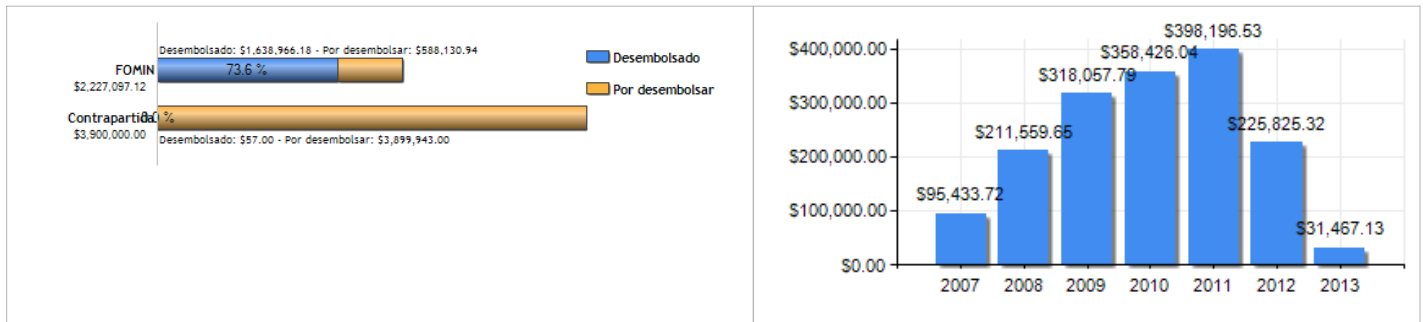 Desembolsado: $1,638,966.18 - Por desembolsar: $588,130.94
FOMIN
73.6 %
$2,227,097.12
Contrapartida
0.0 %
$3,900,000.00
Desembolsado: $57.00 - Por desembolsar: $3,899,943.00
Desembolsado
Por desembolsar
$400,000.00
$300,000.00
$200,000.00
$100,000.00
$0.00
$95,433.72
$211,559.65
$318,057.79
$358,426.04
$398,196.53
$225,825.32
$31,467.13
2007 2008 2009 2010 2011 2012 2013